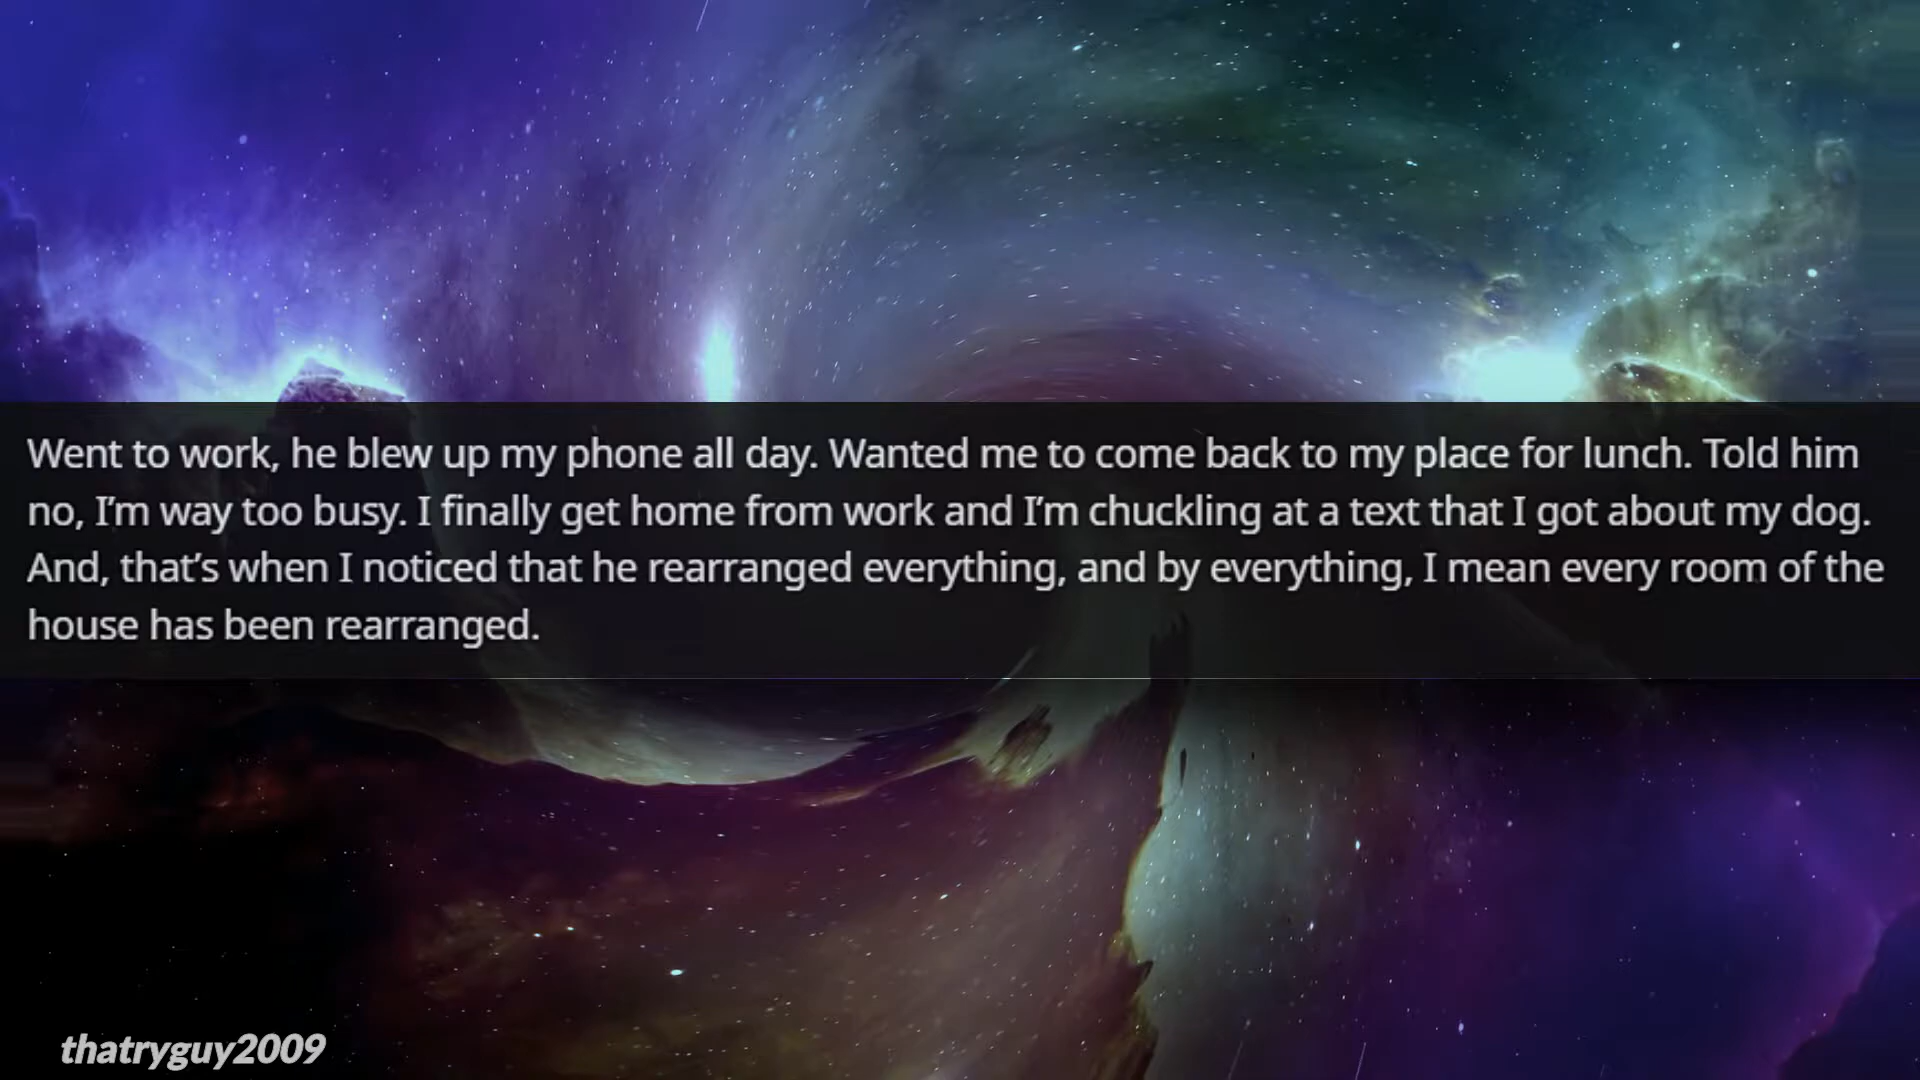 Went to work, he blew up my phone all day. Wanted me to come back to my place for lunch. Told him
no, I’m way too busy. I finally get home from work and I’m chuckling at a text that I got about my dog.
And, that’s when I noticed that he rearranged everything, and by everything, I mean every room of the
house has been rearranged.
thatryguy2009